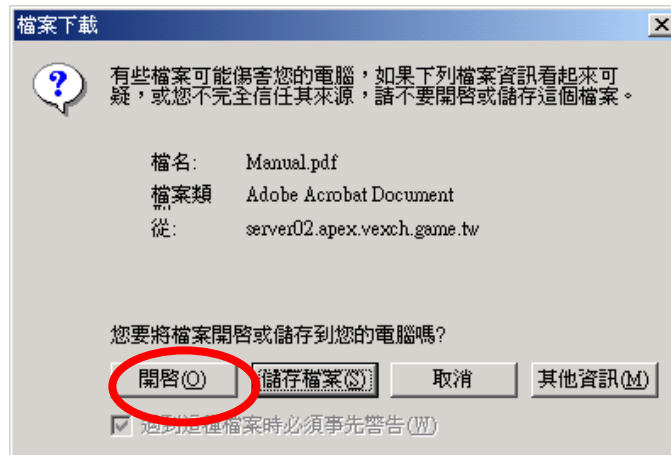 檔案下載
有些檔案可能傷害您的電腦，如果下列檔案資訊看起來可
疑，或您不完全信任其來源，請不要開啓或儲存這個檔案。
檔名: Manual.pdf
檔案類 Adobe Acrobat Document
從: server02.apex.vexch.game.tw
您要將檔案開啓或儲存到您的電腦嗎?
開啓(O) 儲存檔案(S) 取消 其他資訊(M)
遇到這種檔案時必須事先警告(W)